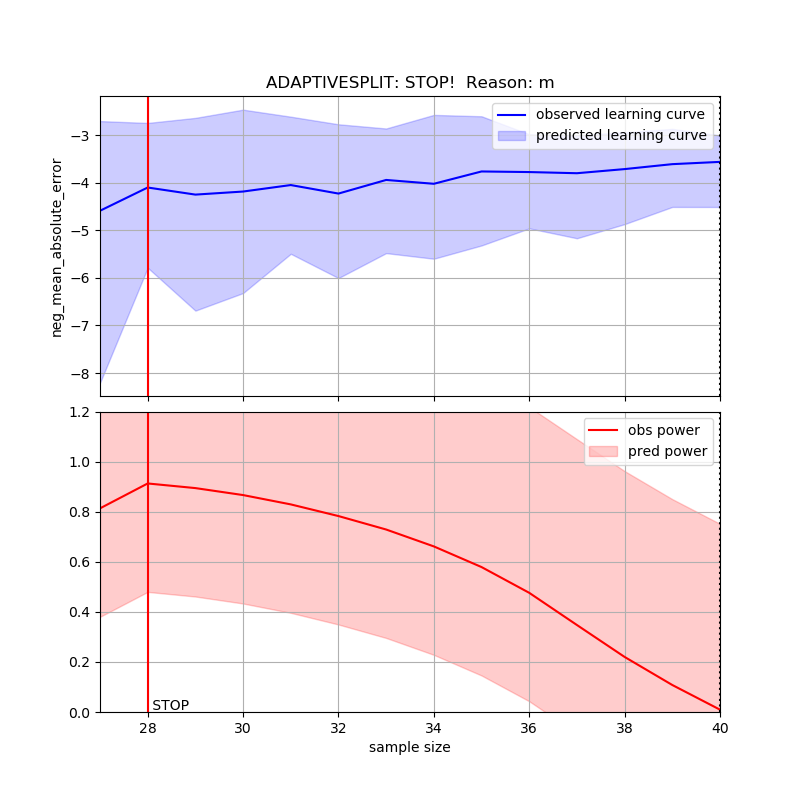 ADAPTIVESPLIT: STOP!  Reason: m
observed learning curve
predicted learning curve
neg_mean_absolute_error
−3
−4
−5
−6
−7
−8
obs power
pred power
1.2
1.0
0.8
0.6
0.4
0.2
0.0
STOP
28 30 32 34 36 38 40
sample size